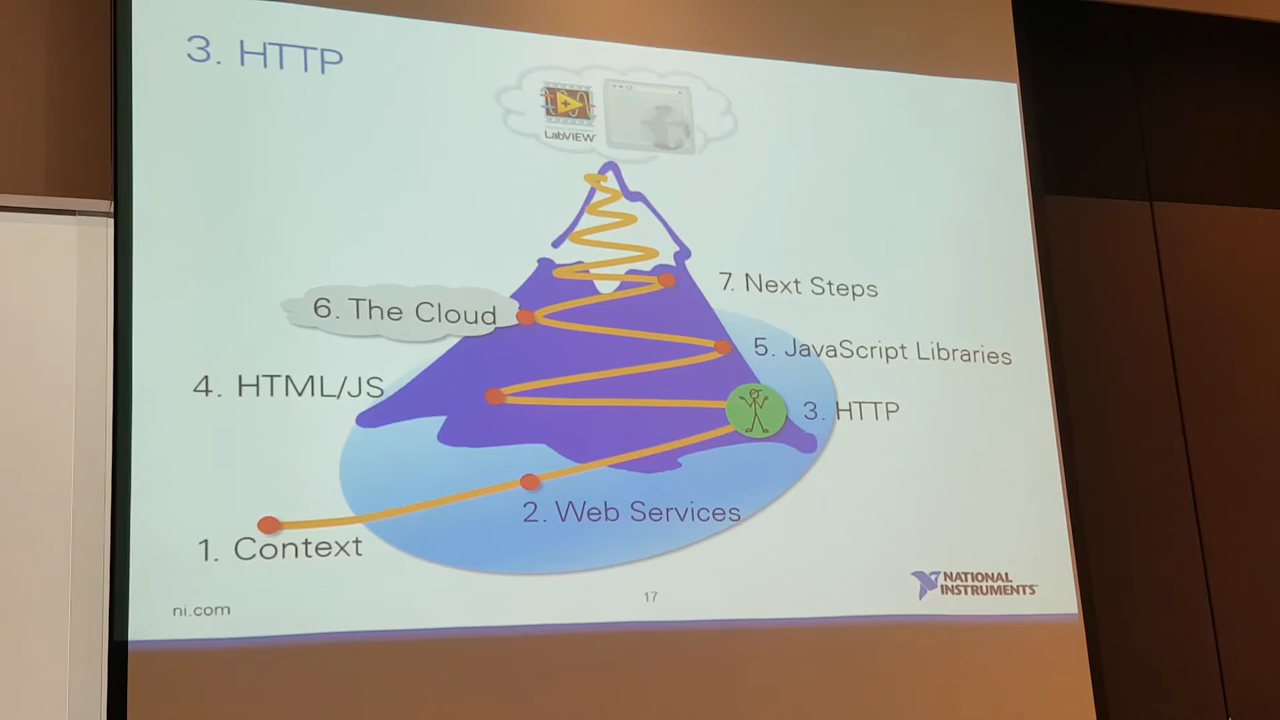 3. HTTP
LabVIEW
7. Next Steps
6. The Cloud
5. JavaScript Libraries
4. HTML/JS
3. HTTP
2. Web Services
1. Context
ni.com
17
NATIONAL
INSTRUMENTS